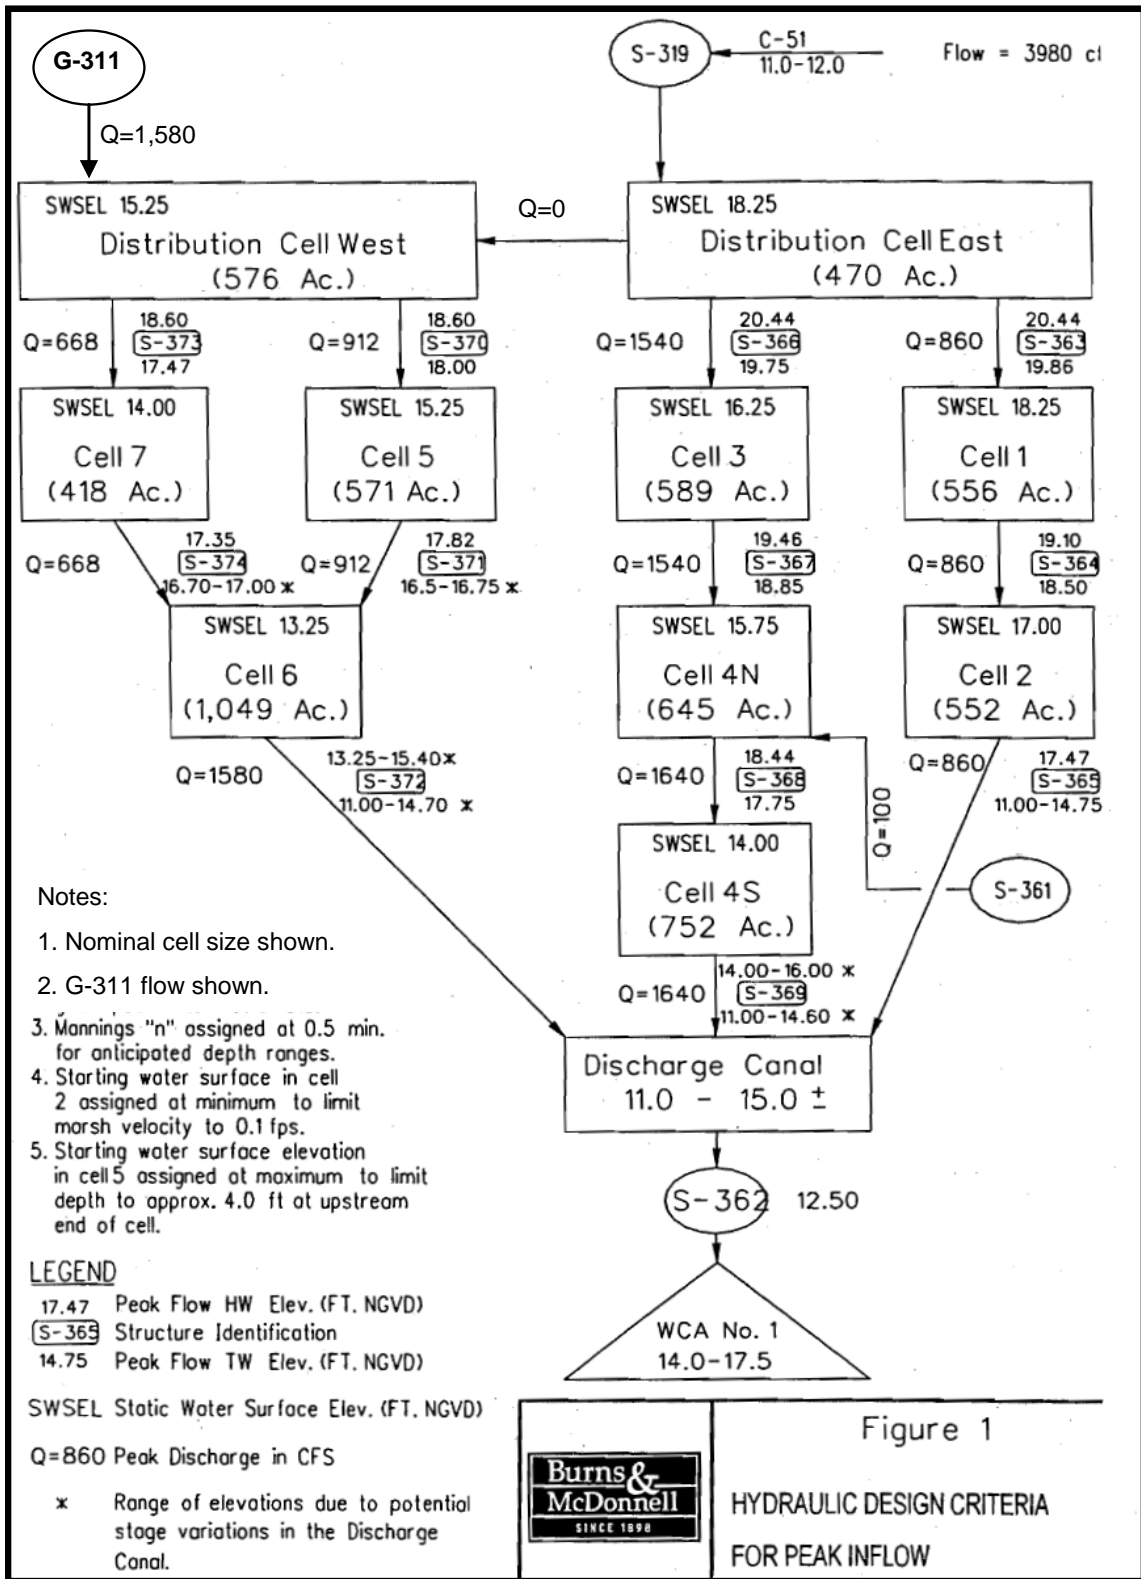 G-311
S-319
C-51
11.0-12.0
Flow = 3980 cf
Q=1,580
SWSEL 15.25
Distribution Cell West
(576 Ac.)
Q=0
SWSEL 18.25
Distribution Cell East
(470 Ac.)
Q=668
18.60
S-373
17.47
Q=912
18.60
S-370
18.00
Q=1540
20.44
S-366
19.75
Q=860
20.44
S-363
19.86
SWSEL 14.00
Cell 7
(418 Ac.)
SWSEL 15.25
Cell 5
(571 Ac.)
SWSEL 16.25
Cell 3
(589 Ac.)
SWSEL 18.25
Cell 1
(556 Ac.)
Q=668
17.35
S-374
16.70-17.00 *
Q=912
17.82
S-371
16.5-16.75 *
Q=1540
19.46
S-367
18.85
Q=860
19.10
S-364
18.50
SWSEL 13.25
Cell 6
(1,049 Ac.)
SWSEL 15.75
Cell 4N
(645 Ac.)
SWSEL 17.00
Cell 2
(552 Ac.)
Q=1580
13.25-15.40*
S-372
11.00-14.70 *
Q=1640
18.44
S-368
17.75
Q=100
Q=860
17.47
S-365
11.00-14.75
SWSEL 14.00
Cell 4S
(752 Ac.)
S-361
Q=1640
14.00-16.00 *
S-369
11.00-14.60 *
Discharge Canal
11.0 - 15.0 ±
S-362
12.50
WCA No. 1
14.0-17.5
Notes:
1. Nominal cell size shown.
2. G-311 flow shown.
3. Mannings "n" assigned at 0.5 min.
for anticipated depth ranges.
4. Starting water surface in cell
2 assigned at minimum to limit
marsh velocity to 0.1 fps.
5. Starting water surface elevation
in cell 5 assigned at maximum to limit
depth to approx. 4.0 ft at upstream
end of cell.
LEGEND
17.47 Peak Flow HW Elev. (FT. NGVD)
S-365 Structure Identification
14.75 Peak Flow TW Elev. (FT. NGVD)
SWSEL Static Water Surface Elev. (FT. NGVD)
Q=860 Peak Discharge in CFS
* Range of elevations due to potential
stage variations in the Discharge
Canal.
Burns &
McDonnell
SINCE 1898
Figure 1
HYDRAULIC DESIGN CRITERIA
FOR PEAK INFLOW